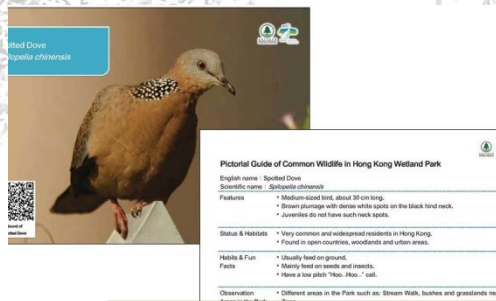 otted Dove
ilopelia chinensis
ound of
otted Dove
Pictorial Guide of Common Wildlife in Hong Kong Wetland Park
English name : Spotted Dove
Scientific name : Spilopelia chinensis
Features
• Medium-sized bird, about 30 cm long.
• Brown plumage with dense white spots on the black hind neck.
• Juveniles do not have such neck spots.
Status & Habitats
• Very common and widespread residents in Hong Kong.
• Found in open countries, woodlands and urban areas.
Habits & Fun
Facts
• Usually feed on ground.
• Mainly feed on seeds and insects.
• Have a low pitch "Hoo.. Hoo..." call.
Observation
• Different areas in the Park such as: Stream Walk, bushes and grasslands